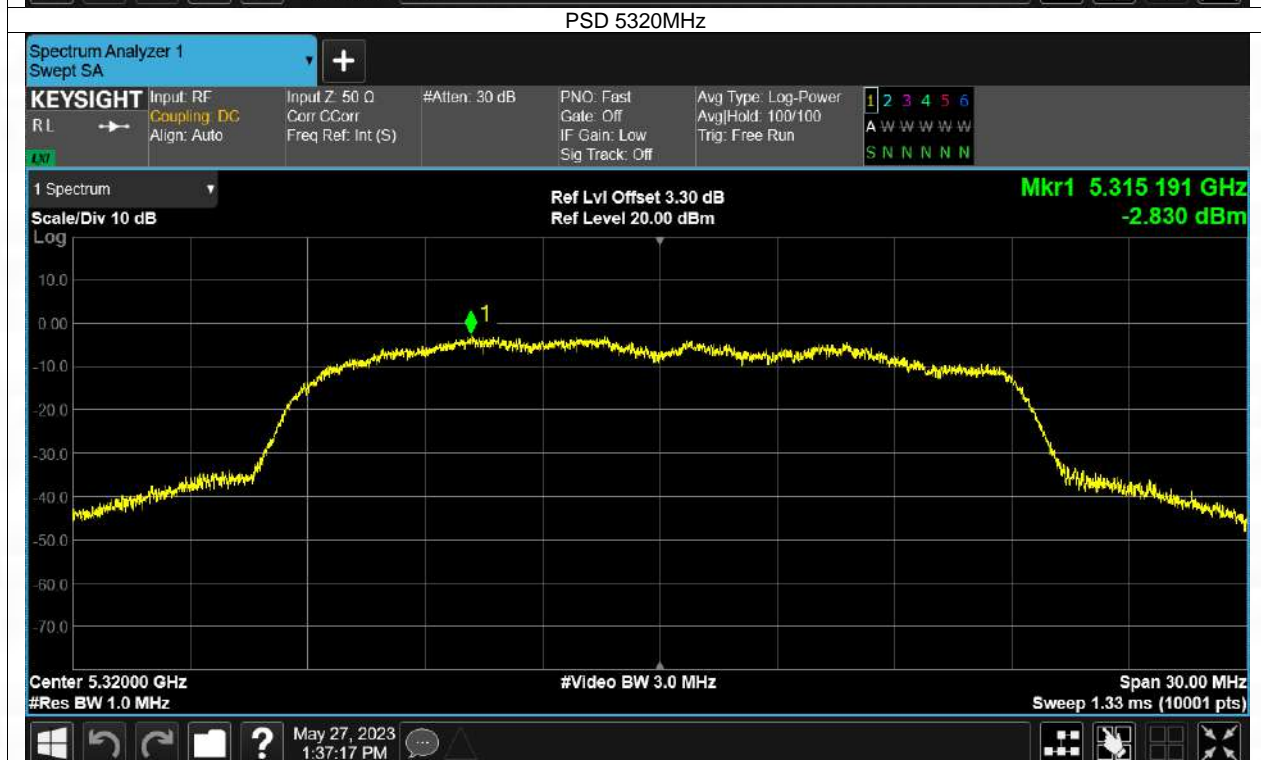 PSD 5320MHz
Spectrum Analyzer 1
Swept SA
+
KEYSIGHT
RL
LXI
Input: RF
Coupling: DC
Align: Auto
Input Z: 50 Ω
Corr CCorr
Freq Ref: Int (S)
#Atten: 30 dB
PNO: Fast
Gate: Off
IF Gain: Low
Sig Track: Off
Avg Type: Log-Power
Avg|Hold: 100/100
Trig: Free Run
1 2 3 4 5 6
A W W W W W
S N N N N N
1 Spectrum
Scale/Div 10 dB
Log
Ref Lvl Offset 3.30 dB
Ref Level 20.00 dBm
Mkr1 5.315 191 GHz
-2.830 dBm
10.0
0.00
-10.0
-20.0
-30.0
-40.0
-50.0
-60.0
-70.0
1
Center 5.32000 GHz
#Res BW 1.0 MHz
#Video BW 3.0 MHz
Span 30.00 MHz
Sweep 1.33 ms (10001 pts)
?
May 27, 2023
1:37:17 PM